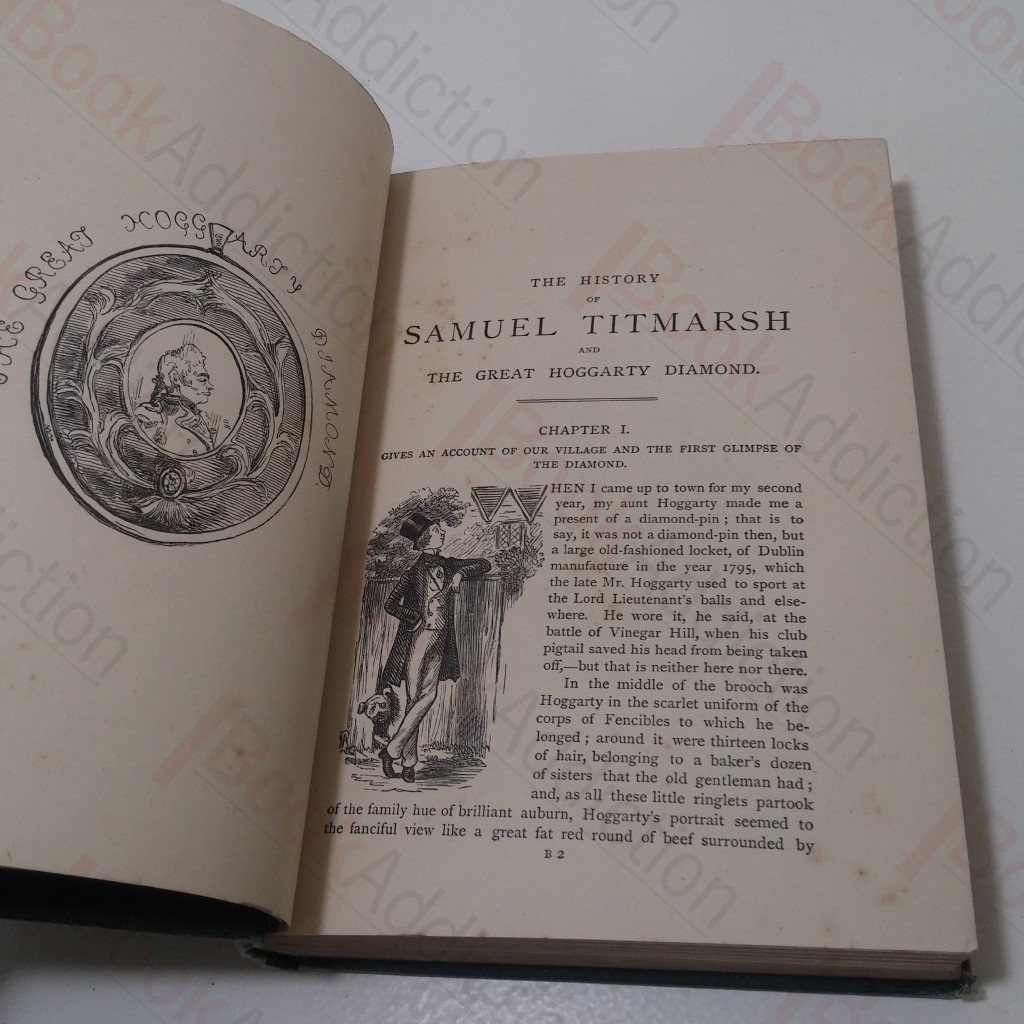 THE GREAT HOGGARTY DIAMOND.
THE HISTORY
OF
SAMUEL TITMARSH
AND
THE GREAT HOGGARTY DIAMOND.
CHAPTER I.
GIVES AN ACCOUNT OF OUR VILLAGE AND THE FIRST GLIMPSE OF
THE DIAMOND.
WHEN I came up to town for my second
year, my aunt Hoggarty made me a
present of a diamond-pin; that is to
say, it was not a diamond-pin then, but
a large old-fashioned locket, of Dublin
manufacture in the year 1795, which
the late Mr. Hoggarty used to sport at
the Lord Lieutenant's balls and else-
where. He wore it, he said, at the
battle of Vinegar Hill, when his club
pigtail saved his head from being taken
off,—but that is neither here nor there.
In the middle of the brooch was
Hoggarty in the scarlet uniform of the
corps of Fencibles to which he be-
longed; around it were thirteen locks
of hair, belonging to a baker's dozen
of sisters that the old gentleman had;
and, as all these little ringlets partook
of the family hue of brilliant auburn, Hoggarty's portrait seemed to
the fanciful view like a great fat red round of beef surrounded by
B 2
BookAddiction